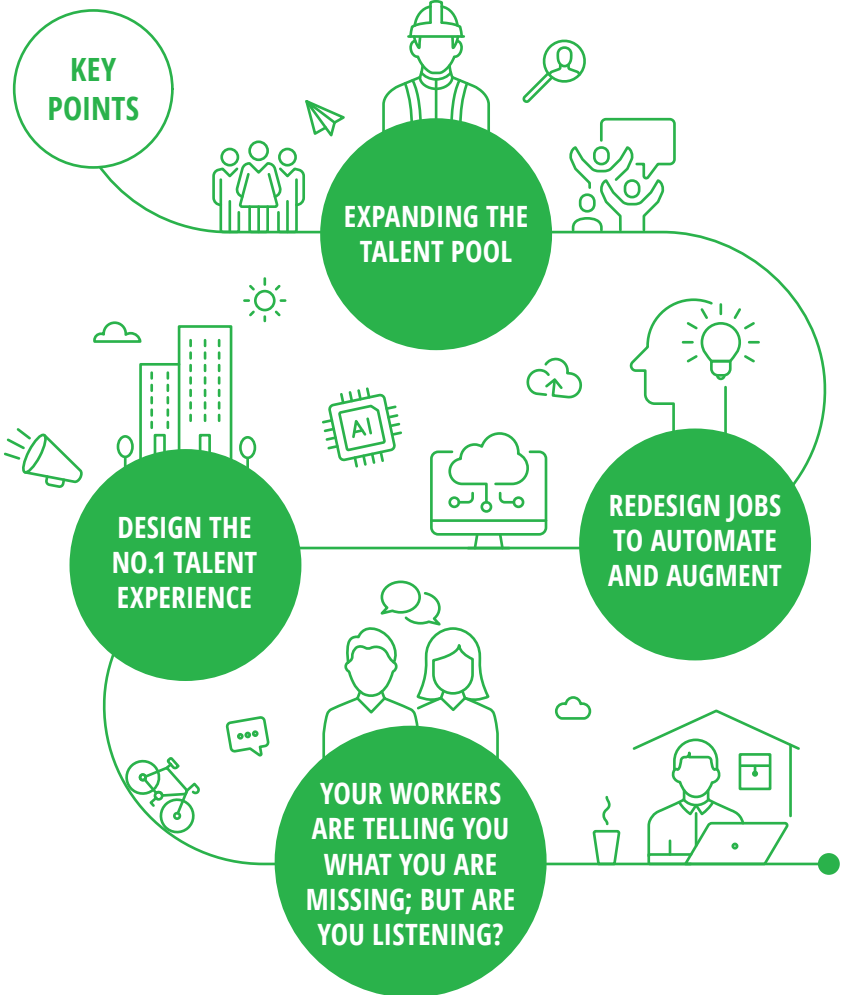 KEY
POINTS
EXPANDING THE
TALENT POOL
REDESIGN JOBS
TO AUTOMATE
AND AUGMENT
AI
DESIGN THE
NO.1 TALENT
EXPERIENCE
YOUR WORKERS
ARE TELLING YOU
WHAT YOU ARE
MISSING; BUT ARE
YOU LISTENING?